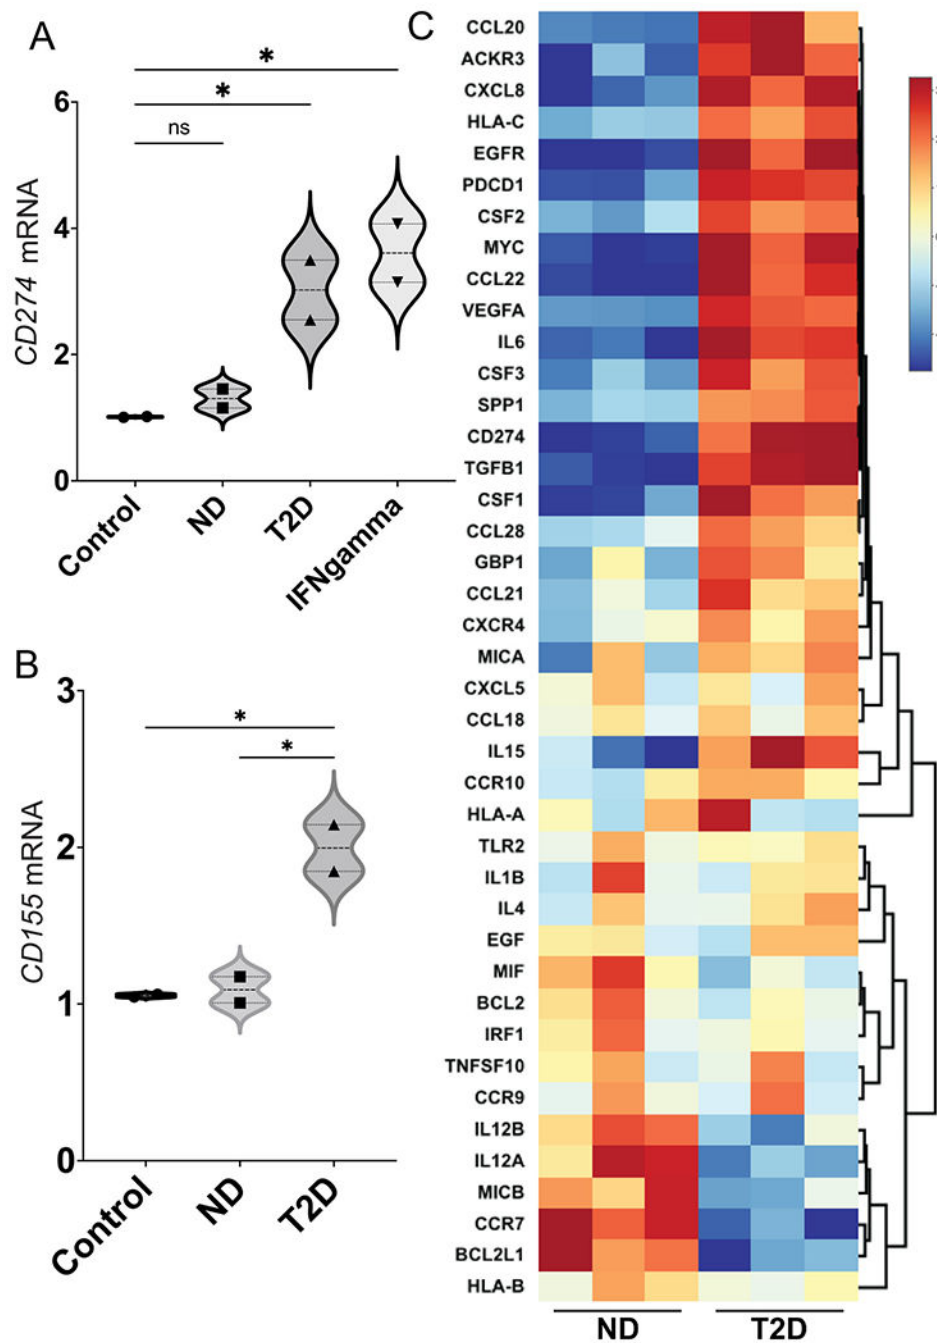 A
*
*
ns
6
4
2
0
CD274 mRNA
Control
ND
T2D
IFNgamma
B
*
*
3
2
1
0
CD155 mRNA
Control
ND
T2D
C
CCL20
ACKR3
CXCL8
HLA-C
EGFR
PDCD1
CSF2
MYC
CCL22
VEGFA
IL6
CSF3
SPP1
CD274
TGFB1
CSF1
CCL28
GBP1
CCL21
CXCR4
MICA
CXCL5
CCL18
IL15
CCR10
HLA-A
TLR2
IL1B
IL4
EGF
MIF
BCL2
IRF1
TNFSF10
CCR9
IL12B
IL12A
MICB
CCR7
BCL2L1
HLA-B
ND
T2D